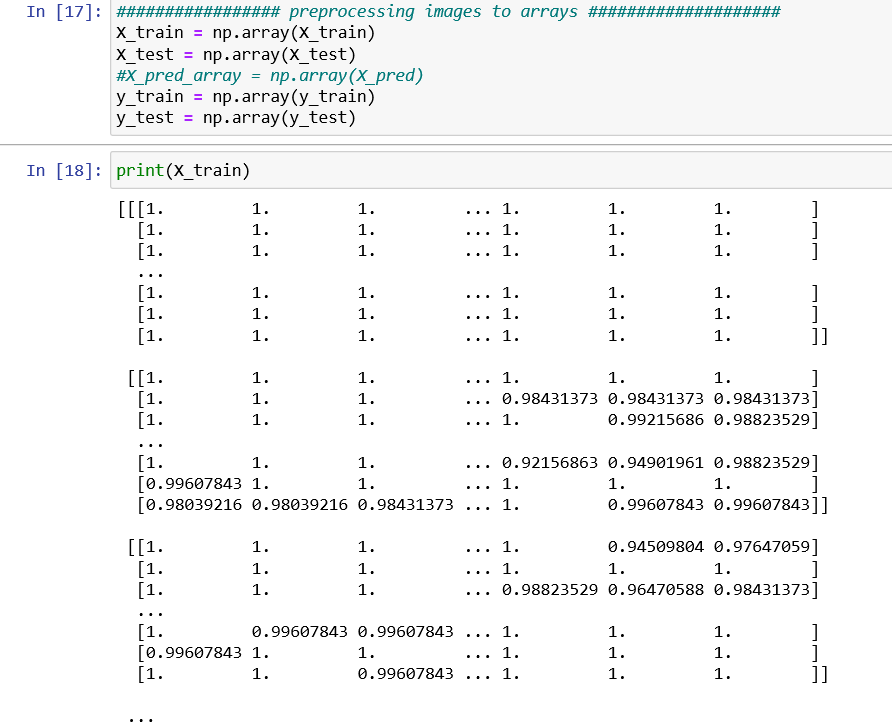 In [17]: ################# preprocessing images to arrays ####################
X_train = np.array(X_train)
X_test = np.array(X_test)
#X_pred_array = np.array(X_pred)
y_train = np.array(y_train)
y_test = np.array(y_test)
In [18]: print(X_train)
[[[1.         1.         1.         ... 1.         1.         1.        ]
  [1.         1.         1.         ... 1.         1.         1.        ]
  [1.         1.         1.         ... 1.         1.         1.        ]
  ...
  [1.         1.         1.         ... 1.         1.         1.        ]
  [1.         1.         1.         ... 1.         1.         1.        ]
  [1.         1.         1.         ... 1.         1.         1.        ]]
 [[1.         1.         1.         ... 1.         1.         1.        ]
  [1.         1.         1.         ... 0.98431373 0.98431373 0.98431373]
  [1.         1.         1.         ... 1.         0.99215686 0.98823529]
  ...
  [1.         1.         1.         ... 0.92156863 0.94901961 0.98823529]
  [0.99607843 1.         1.         ... 1.         1.         1.        ]
  [0.98039216 0.98039216 0.98431373 ... 1.         0.99607843 0.99607843]]
 [[1.         1.         1.         ... 1.         0.94509804 0.97647059]
  [1.         1.         1.         ... 1.         1.         1.        ]
  [1.         1.         1.         ... 0.98823529 0.96470588 0.98431373]
  ...
  [1.         0.99607843 0.99607843 ... 1.         1.         1.        ]
  [0.99607843 1.         1.         ... 1.         1.         1.        ]
  [1.         1.         0.99607843 ... 1.         1.         1.        ]]
 ...